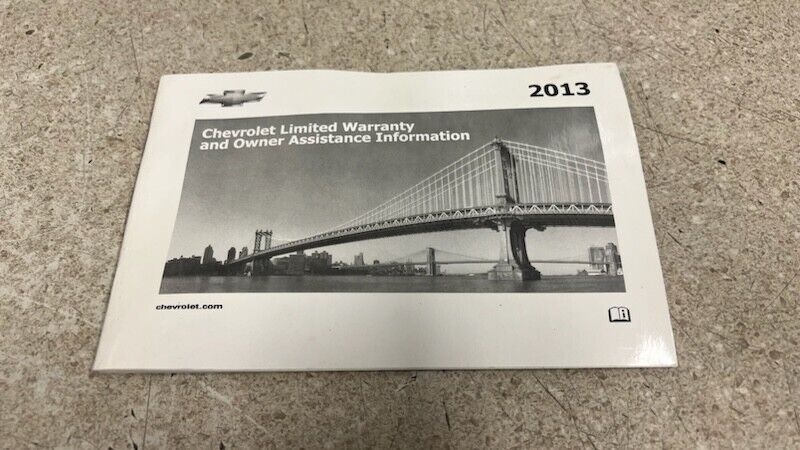 2013
Chevrolet Limited Warranty
and Owner Assistance Information
chevrolet.com